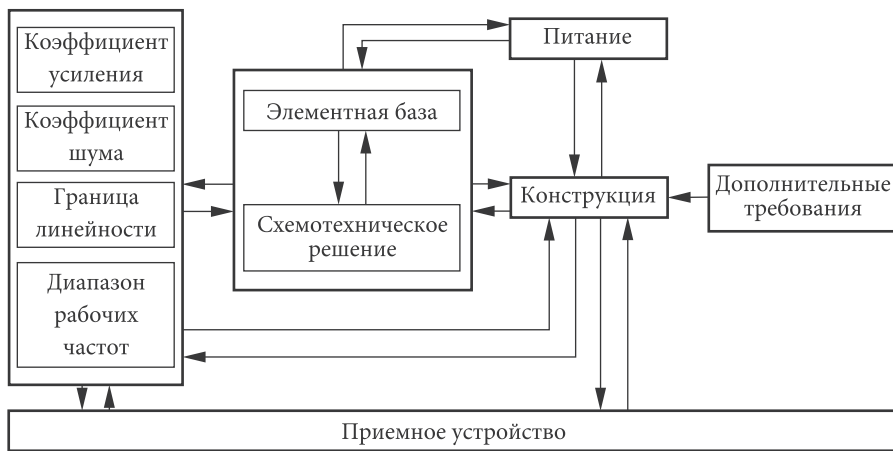 Коэффициент
усиления
Коэффициент
шума
Граница
линейности
Диапазон
рабочих
частот
Элементная база
Схемотехническое
решение
Питание
Конструкция
Дополнительные
требования
Приемное устройство